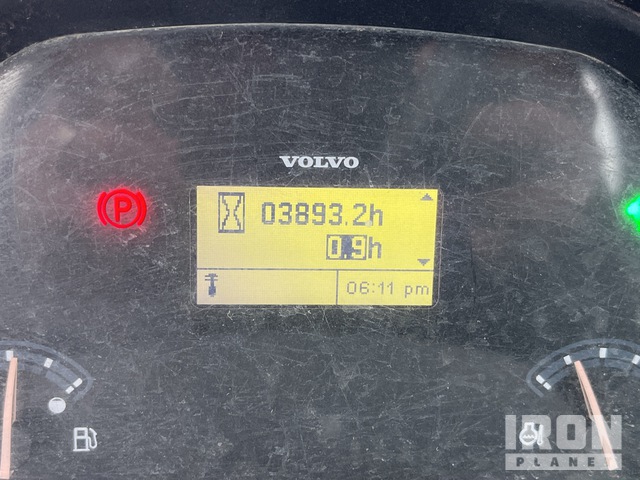 VOLVO
P
03893.2h
0.9h
06:11 pm
IRON
PLANET